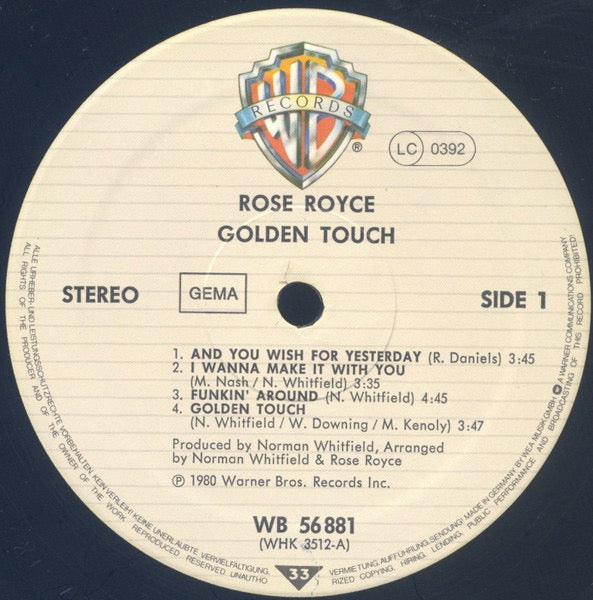 WB
RECORDS
®
LC 0392
ROSE ROYCE
GOLDEN TOUCH
STEREO
GEMA
SIDE 1
1. AND YOU WISH FOR YESTERDAY (R. Daniels) 3:45
2. I WANNA MAKE IT WITH YOU
(M. Nash / N. Whitfield) 3:35
3. FUNKIN' AROUND (N. Whitfield) 4:45
4. GOLDEN TOUCH
(N. Whitfield / W. Downing / M. Kenoly) 3:47
Produced by Norman Whitfield, Arranged
by Norman Whitfield & Rose Royce
℗ 1980 Warner Bros. Records Inc.
WB 56 881
(WHK 3512-A)
33
ALLE URHEBER- UND LEISTUNGSSCHUTZRECHTE VORBEHALTEN. KEIN VERLEIH! KEINE UNERLAUBTE VERVIELFÄLTIGUNG, VERMIETUNG, AUFFÜHRUNG, SENDUNG! MADE IN GERMANY BY WEA MUSIK GMBH A WARNER COMMUNICATIONS COMPANY
ALL RIGHTS OF THE PRODUCER AND OF THE OWNER OF THE WORK REPRODUCED RESERVED. UNAUTHORIZED COPYING, HIRING, LENDING, PUBLIC PERFORMANCE AND BROADCASTING OF THIS RECORD PROHIBITED!